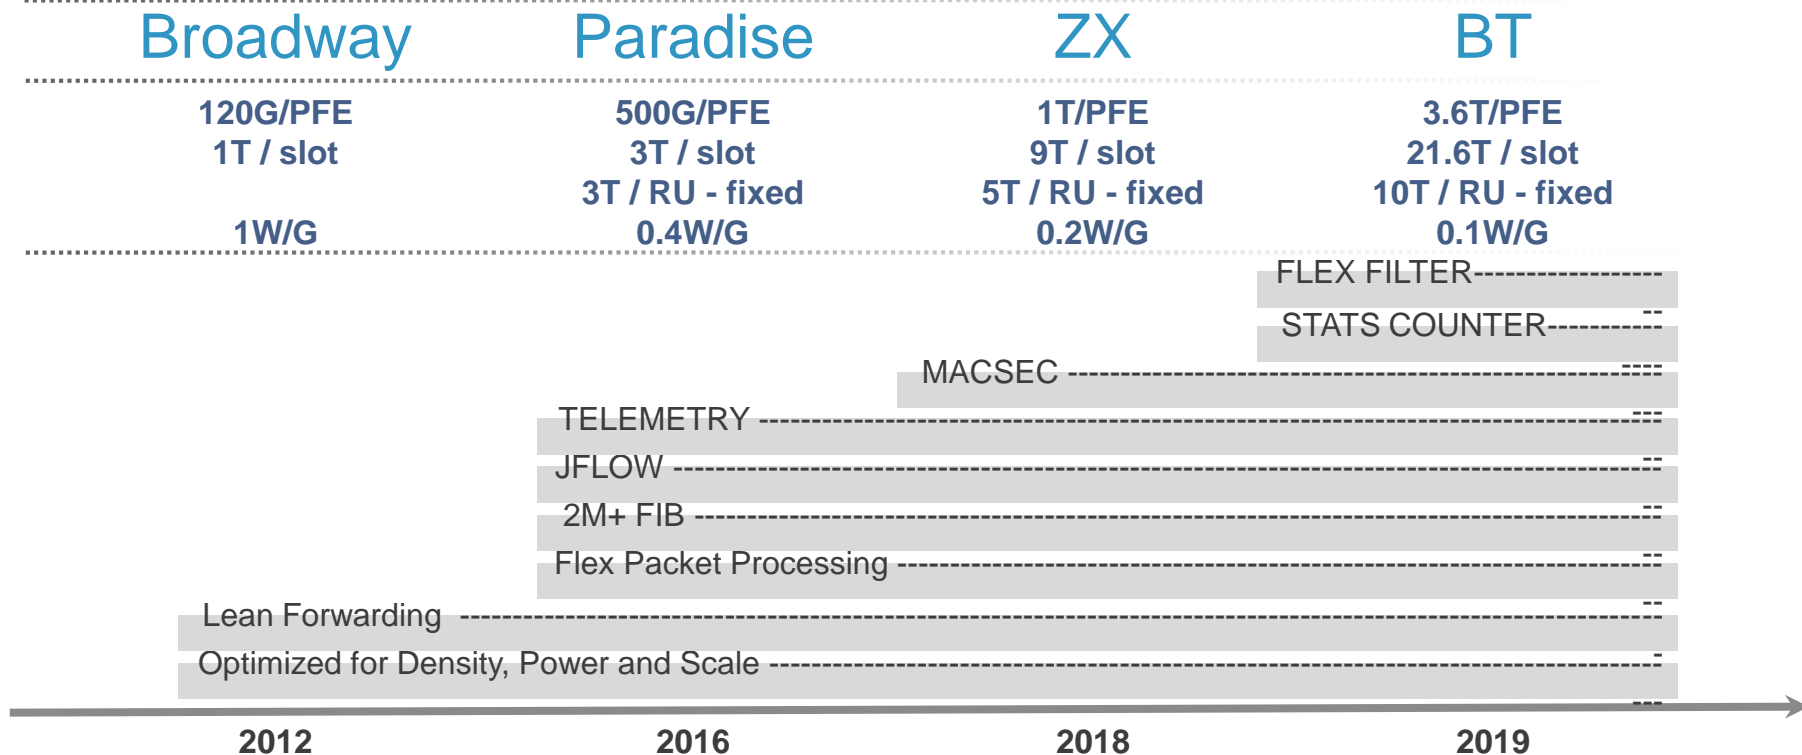 Broadway Paradise ZX BT
120G/PFE 500G/PFE 1T/PFE 3.6T/PFE
1T / slot 3T / slot 9T / slot 21.6T / slot
3T / RU - fixed 5T / RU - fixed 10T / RU - fixed
1W/G 0.4W/G 0.2W/G 0.1W/G
FLEX FILTER
STATS COUNTER
MACSEC
TELEMETRY
JFLOW
2M+ FIB
Flex Packet Processing
Lean Forwarding
Optimized for Density, Power and Scale
2012 2016 2018 2019